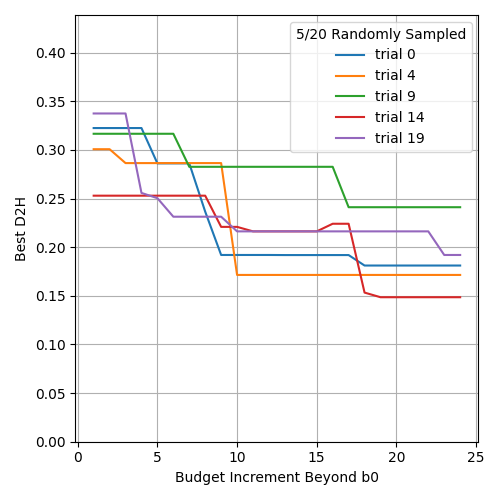 5/20 Randomly Sampled
trial 0
trial 4
trial 9
trial 14
trial 19
Best D2H
0.40
0.35
0.30
0.25
0.20
0.15
0.10
0.05
0.00
0 5 10 15 20 25
Budget Increment Beyond b0